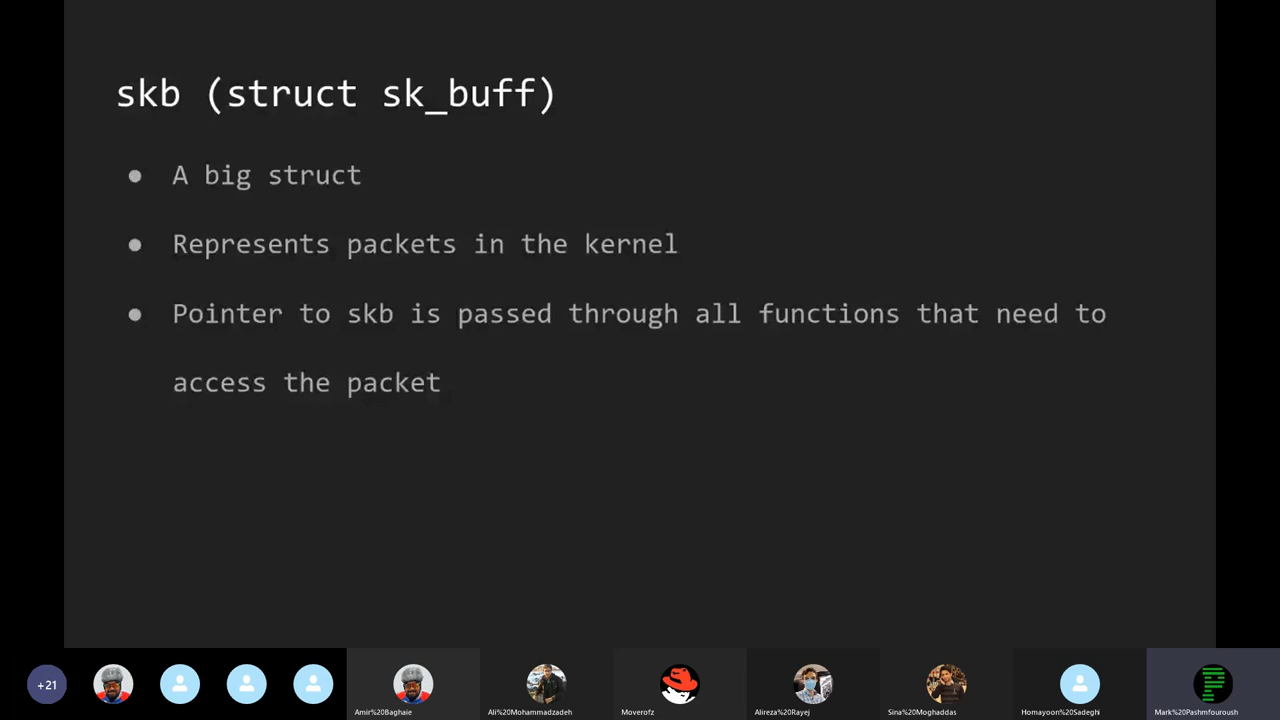 skb (struct sk_buff)
● A big struct
● Represents packets in the kernel
● Pointer to skb is passed through all functions that need to
access the packet
+21
Amir%20Baghaie
Ali%20Mohammadzadeh
Moverofz
Alireza%20Rayej
Sina%20Moghaddas
Homayoon%20Sadeghi
Mark%20Pashmfouroush